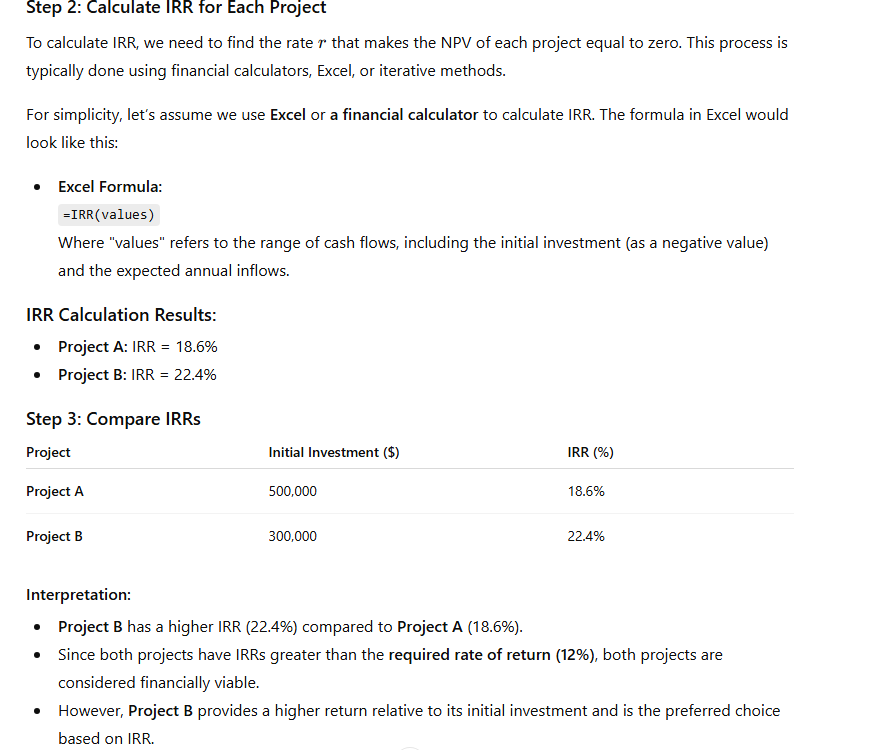 Step 2: Calculate IRR for Each Project
To calculate IRR, we need to find the rate r that makes the NPV of each project equal to zero. This process is
typically done using financial calculators, Excel, or iterative methods.
For simplicity, let's assume we use Excel or a financial calculator to calculate IRR. The formula in Excel would
look like this:
• Excel Formula:
=IRR(values)
Where "values" refers to the range of cash flows, including the initial investment (as a negative value)
and the expected annual inflows.
IRR Calculation Results:
• Project A: IRR = 18.6%
• Project B: IRR = 22.4%
Step 3: Compare IRRs
Project Initial Investment ($) IRR (%)
Project A 500,000 18.6%
Project B 300,000 22.4%
Interpretation:
• Project B has a higher IRR (22.4%) compared to Project A (18.6%).
• Since both projects have IRRs greater than the required rate of return (12%), both projects are
considered financially viable.
• However, Project B provides a higher return relative to its initial investment and is the preferred choice
based on IRR.